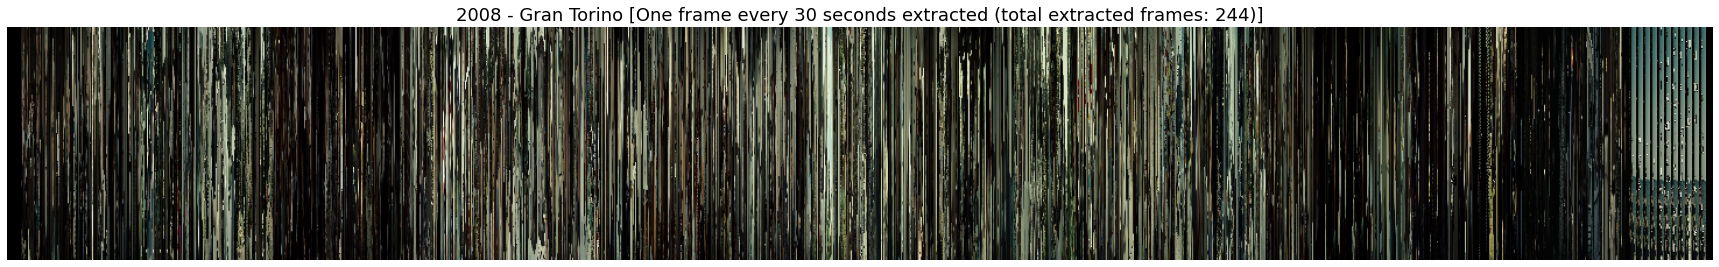 2008 - Gran Torino [One frame every 30 seconds extracted (total extracted frames: 244)]